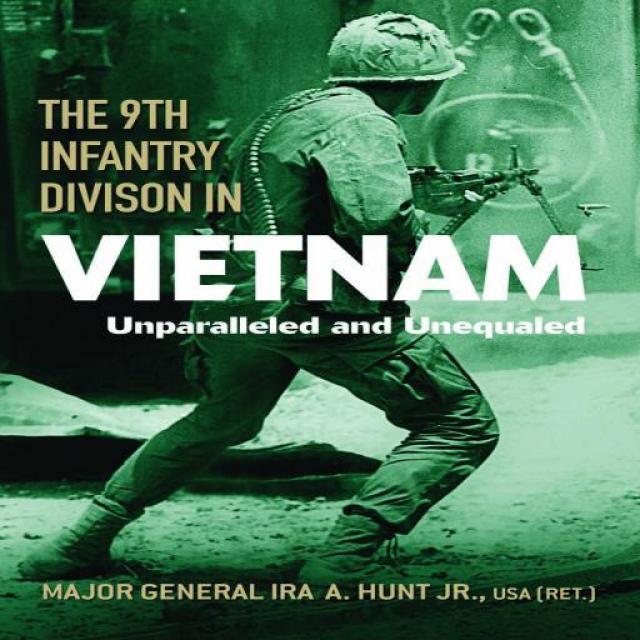 THE 9TH
INFANTRY
DIVISON IN
VIETNAM
Unparalleled and Unequaled
MAJOR GENERAL IRA A. HUNT JR., USA (RET.)